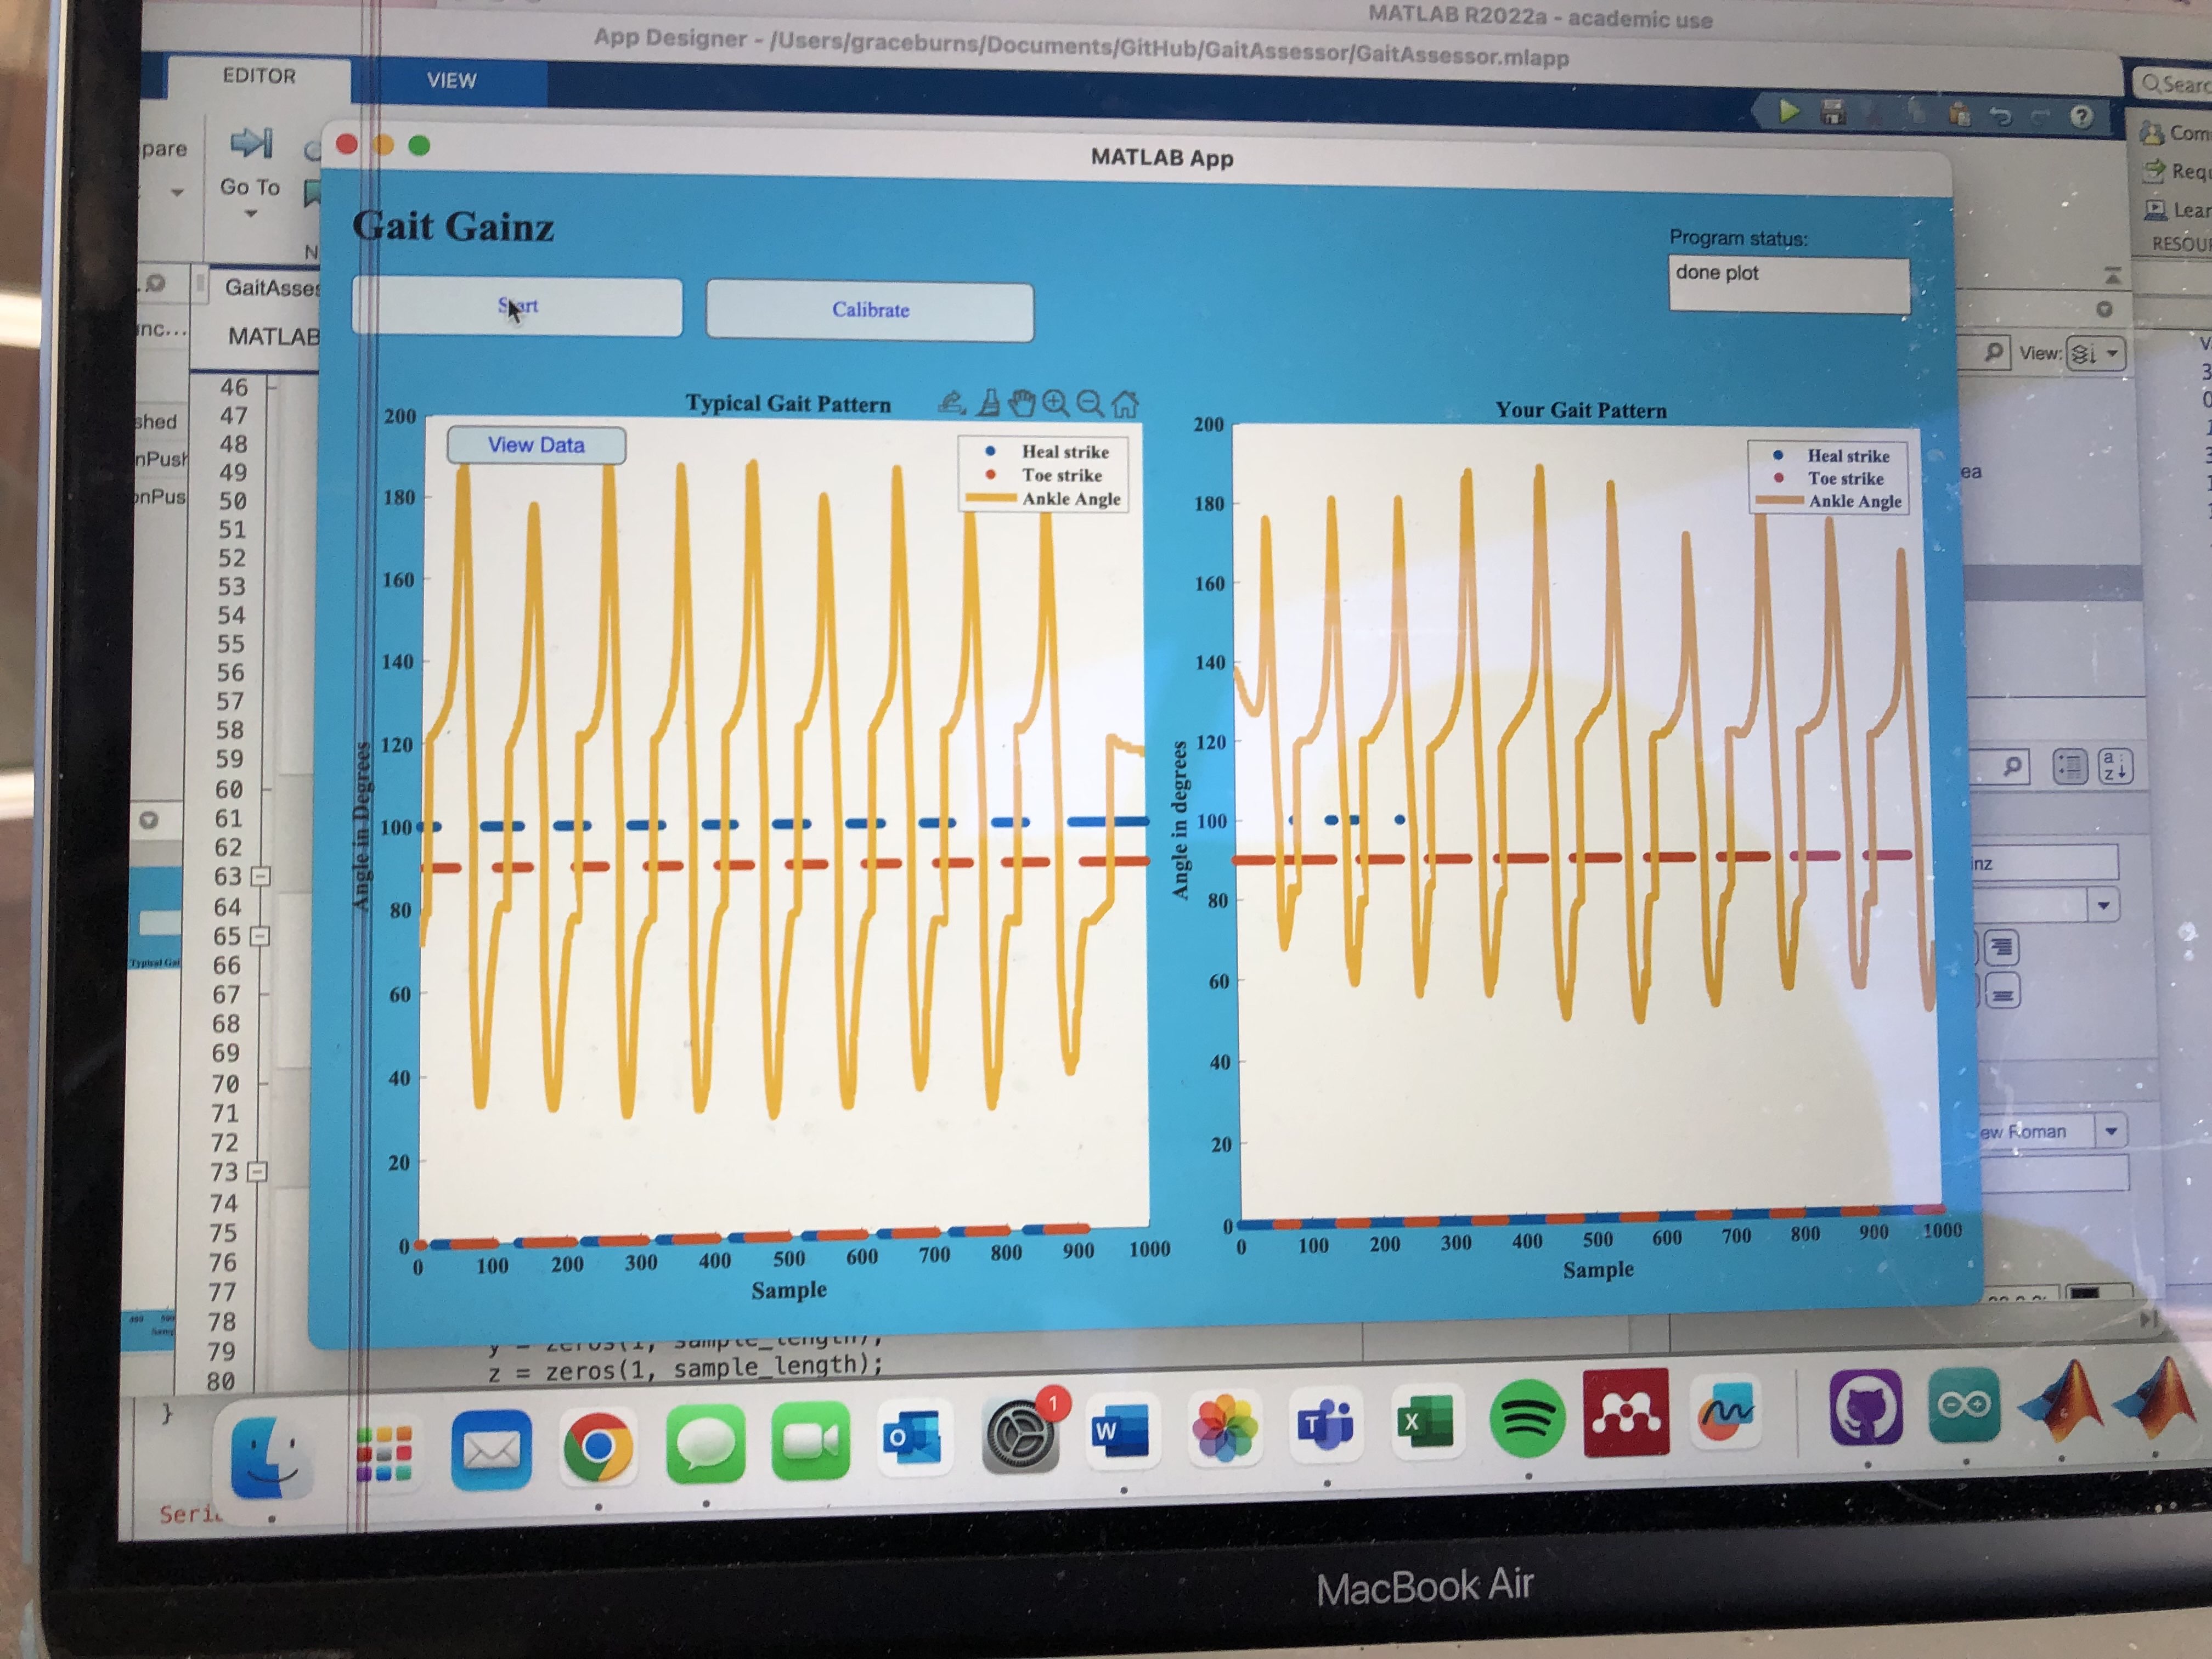 MATLAB R2022a - academic use
App Designer - /Users/graceburns/Documents/GitHub/GaitAssessor/GaitAssessor.mlapp
EDITOR
VIEW
Searc
pare
Go To
N
Com
Requ
Lear
RESOU
MATLAB App
Gait Gainz
Program status:
done plot
Start
Calibrate
GaitAsses
MATLAB
unc...
shed
nPush
onPus
View:
ea
inz
ew Roman
46
47
48
49
50
51
52
53
54
55
56
57
58
59
60
61
62
63
64
65
66
67
68
69
70
71
72
73
74
75
76
77
78
79
80
Typical Gait Pattern
View Data
Heal strike
Toe strike
Ankle Angle
200
180
160
140
120
100
80
60
40
20
0
Angle in Degrees
0 100 200 300 400 500 600 700 800 900 1000
Sample
Your Gait Pattern
Heal strike
Toe strike
Ankle Angle
200
180
160
140
120
100
80
60
40
20
0
Angle in degrees
0 100 200 300 400 500 600 700 800 900 1000
Sample
y = zeros(1, sample_length);
z = zeros(1, sample_length);
}
Seri
1
MacBook Air